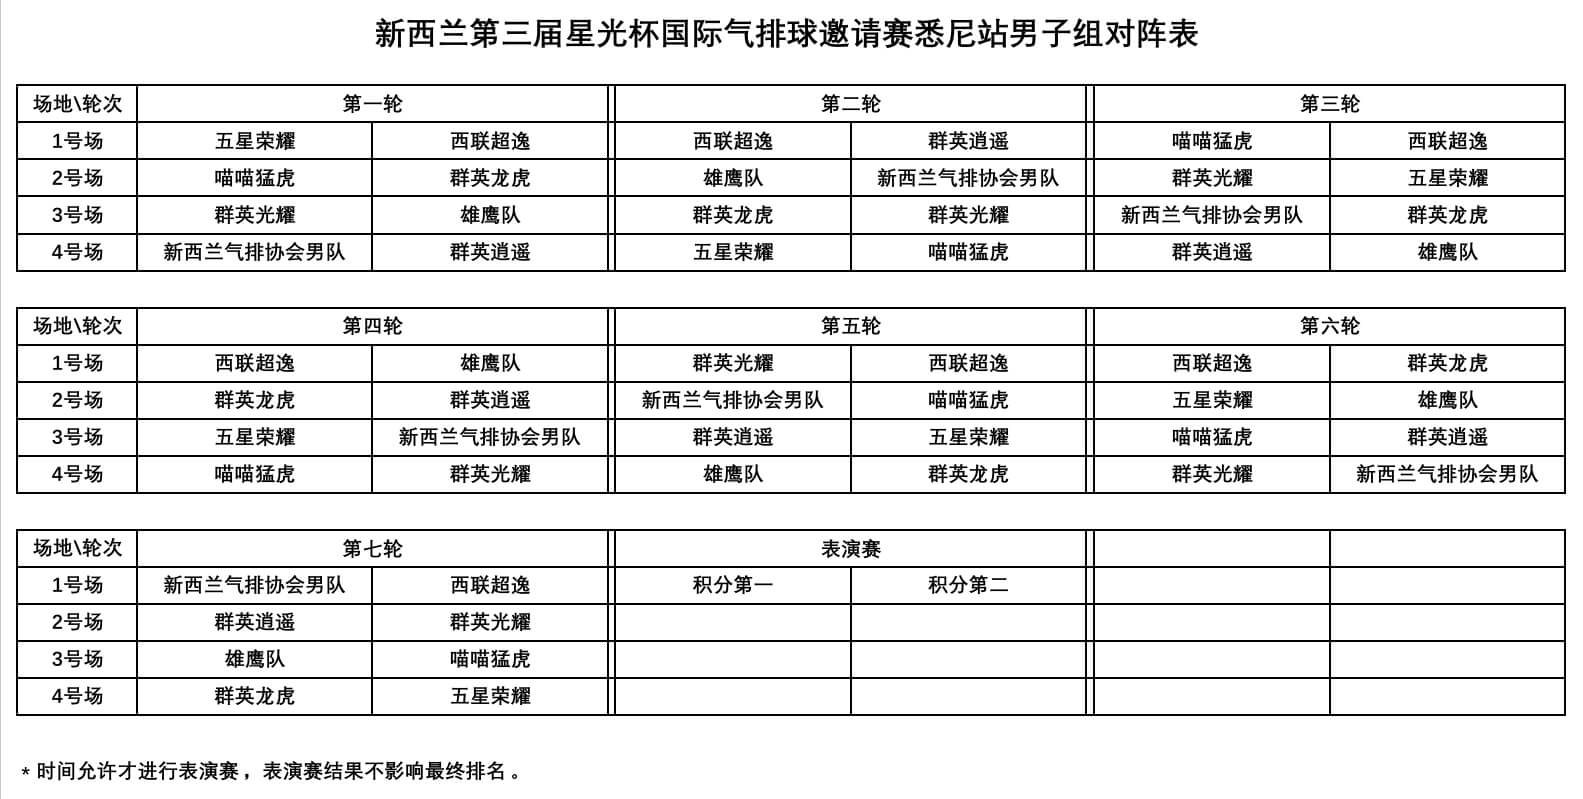 新西兰第三届星光杯国际气排球邀请赛悉尼站男子组对阵表
场地\轮次 第一轮 第二轮 第三轮
1号场 五星荣耀 西联超逸 西联超逸 群英逍遥 喵喵猛虎 西联超逸
2号场 喵喵猛虎 群英龙虎 雄鹰队 新西兰气排协会男队 群英光耀 五星荣耀
3号场 群英光耀 雄鹰队 群英龙虎 群英光耀 新西兰气排协会男队 群英龙虎
4号场 新西兰气排协会男队 群英逍遥 五星荣耀 喵喵猛虎 群英逍遥 雄鹰队
场地\轮次 第四轮 第五轮 第六轮
1号场 西联超逸 雄鹰队 群英光耀 西联超逸 西联超逸 群英龙虎
2号场 群英龙虎 群英逍遥 新西兰气排协会男队 喵喵猛虎 五星荣耀 雄鹰队
3号场 五星荣耀 新西兰气排协会男队 群英逍遥 五星荣耀 喵喵猛虎 群英逍遥
4号场 喵喵猛虎 群英光耀 雄鹰队 群英龙虎 群英光耀 新西兰气排协会男队
场地\轮次 第七轮 表演赛
1号场 新西兰气排协会男队 西联超逸 积分第一 积分第二
2号场 群英逍遥 群英光耀
3号场 雄鹰队 喵喵猛虎
4号场 群英龙虎 五星荣耀
* 时间允许才进行表演赛，表演赛结果不影响最终排名。